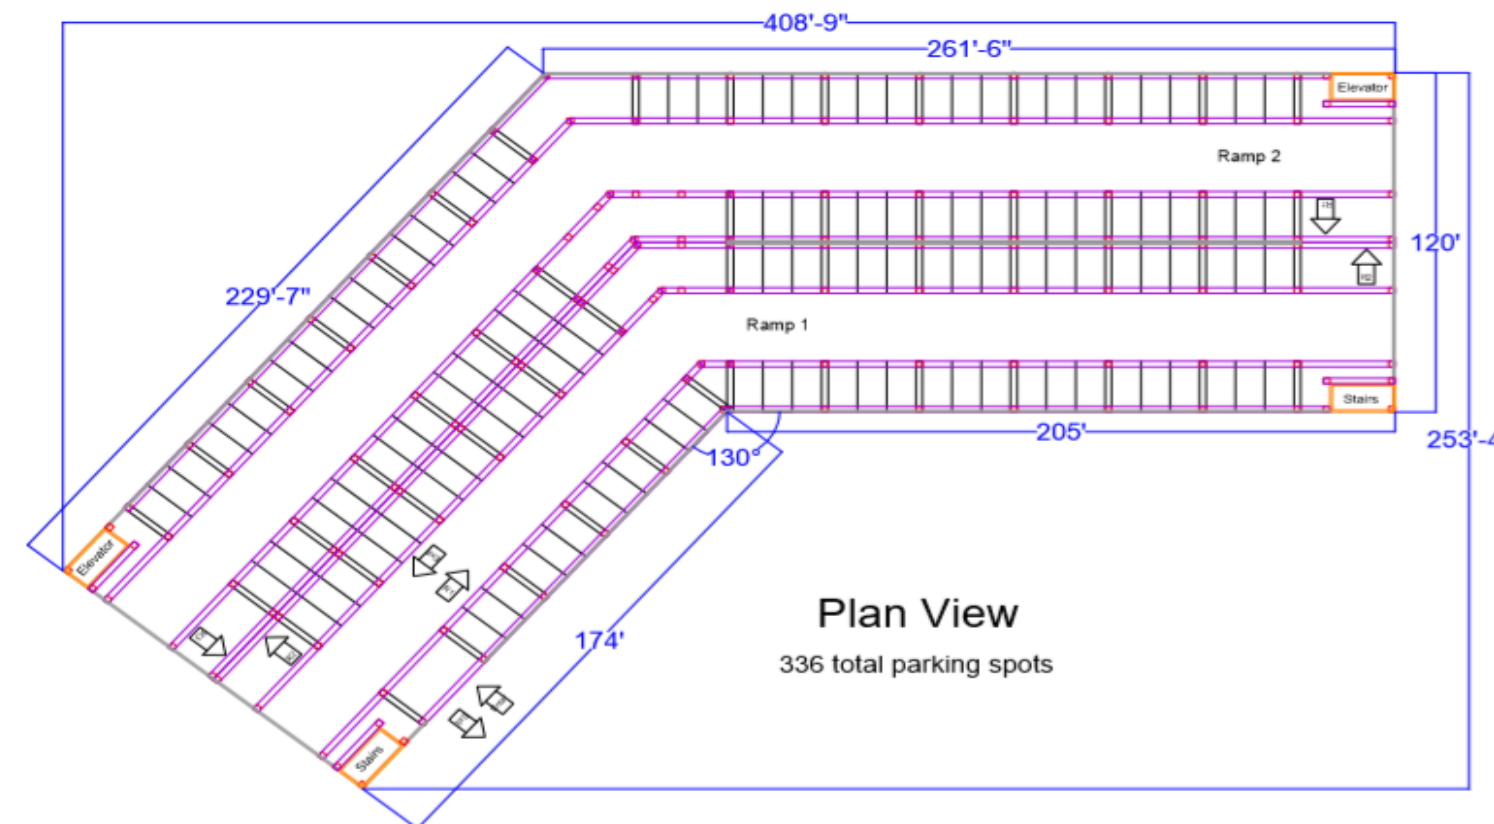 408'-9"
261'-6"
Elevator
Ramp 2
120'
229'-7"
Ramp 1
Stairs
205'
253'-4
130°
Elevator
Plan View
174'
336 total parking spots
Stairs